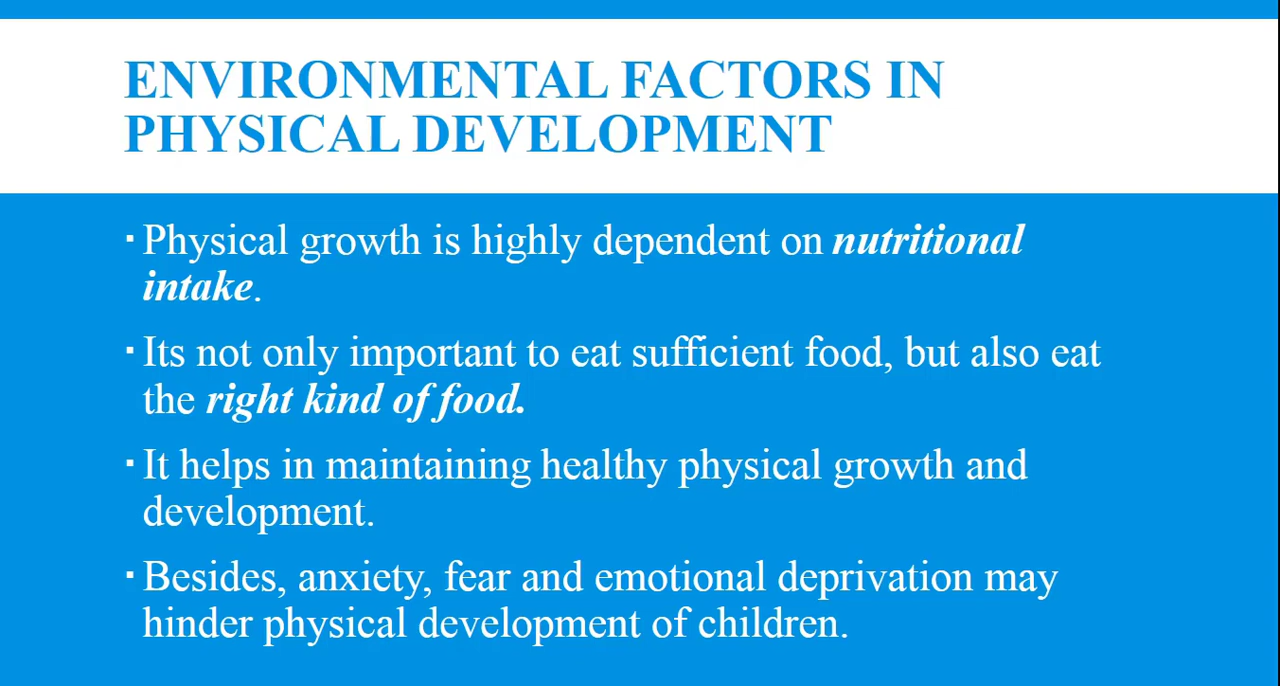 ENVIRONMENTAL FACTORS IN
PHYSICAL DEVELOPMENT
▪Physical growth is highly dependent on nutritional
intake.
▪Its not only important to eat sufficient food, but also eat
the right kind of food.
▪It helps in maintaining healthy physical growth and
development.
▪Besides, anxiety, fear and emotional deprivation may
hinder physical development of children.